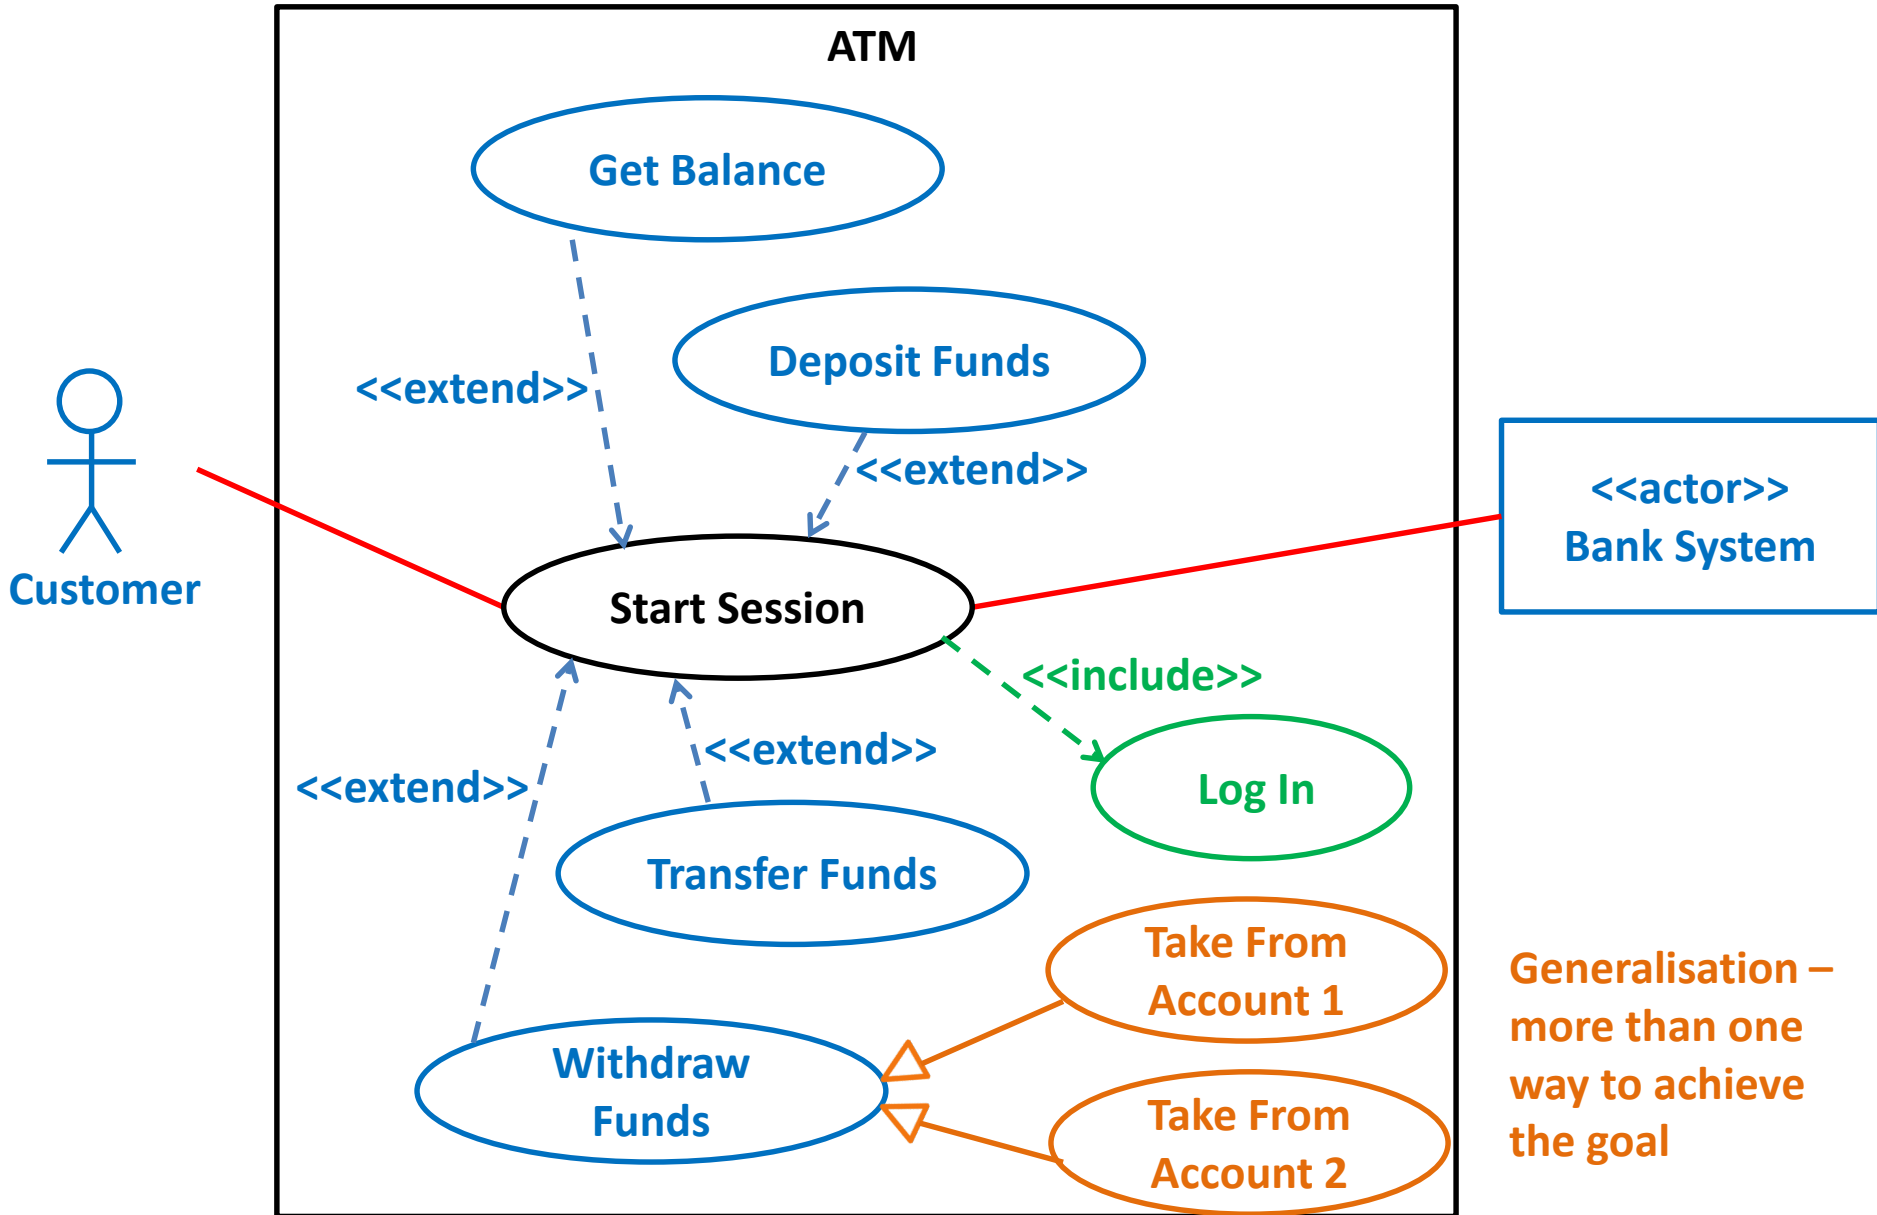 ATM
Get Balance
Deposit Funds
<<extend>>
<<extend>>
<<actor>>
Bank System
Customer
Start Session
<<include>>
<<extend>>
<<extend>>
Log In
Transfer Funds
Take From
Account 1
Generalisation –
more than one
way to achieve
the goal
Withdraw
Funds
Take From
Account 2